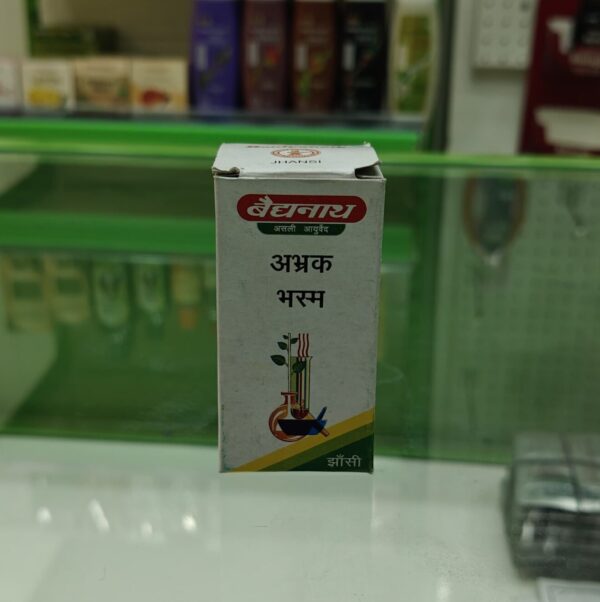 JHANSI
बैद्यनाथ
असली आयुर्वेद
अभ्रक
भस्म
झाँसी